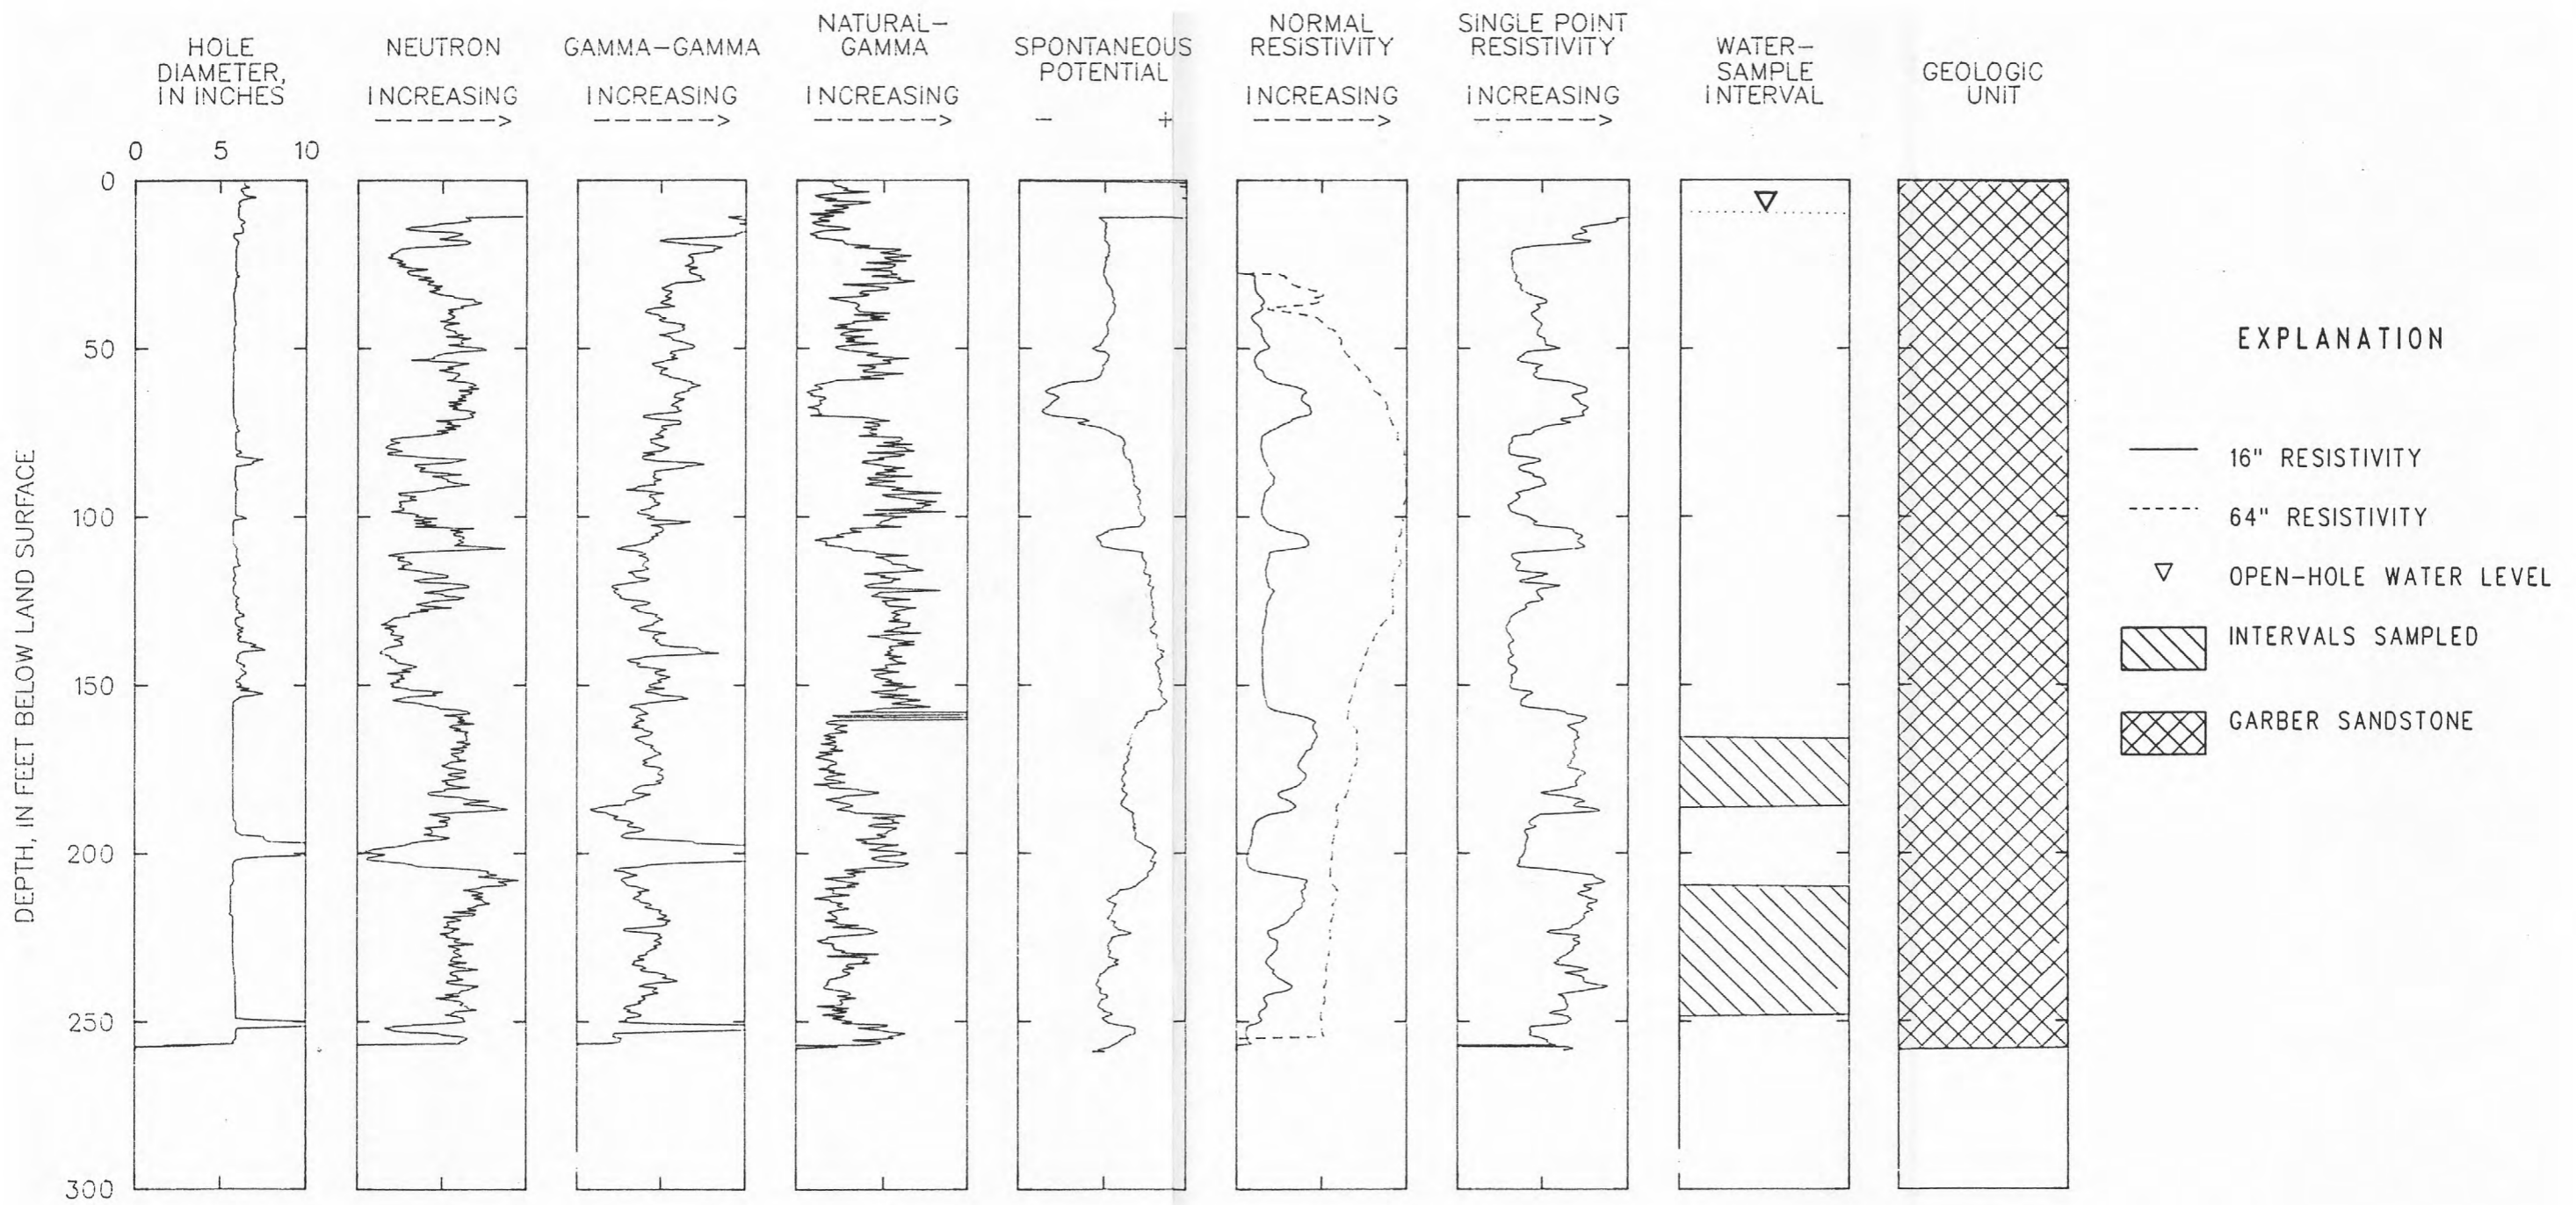 HOLE
DIAMETER,
IN INCHES
0 5 10
NEUTRON
INCREASING
GAMMA-GAMMA
INCREASING
NATURAL-
GAMMA
INCREASING
SPONTANEOUS
POTENTIAL
- +
NORMAL
RESISTIVITY
INCREASING
SINGLE POINT
RESISTIVITY
INCREASING
WATER-
SAMPLE
INTERVAL
GEOLOGIC
UNIT
DEPTH, IN FEET BELOW LAND SURFACE
0
50
100
150
200
250
300
EXPLANATION
16" RESISTIVITY
64" RESISTIVITY
OPEN-HOLE WATER LEVEL
INTERVALS SAMPLED
GARBER SANDSTONE